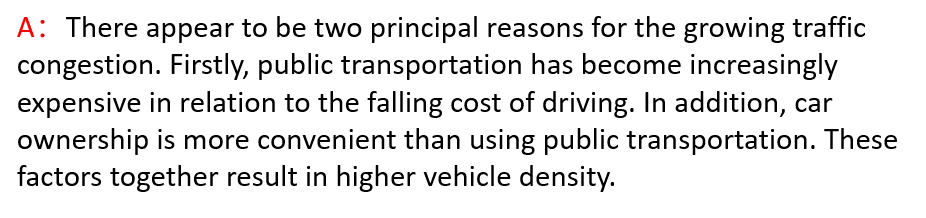 A： There appear to be two principal reasons for the growing traffic
congestion. Firstly, public transportation has become increasingly
expensive in relation to the falling cost of driving. In addition, car
ownership is more convenient than using public transportation. These
factors together result in higher vehicle density.